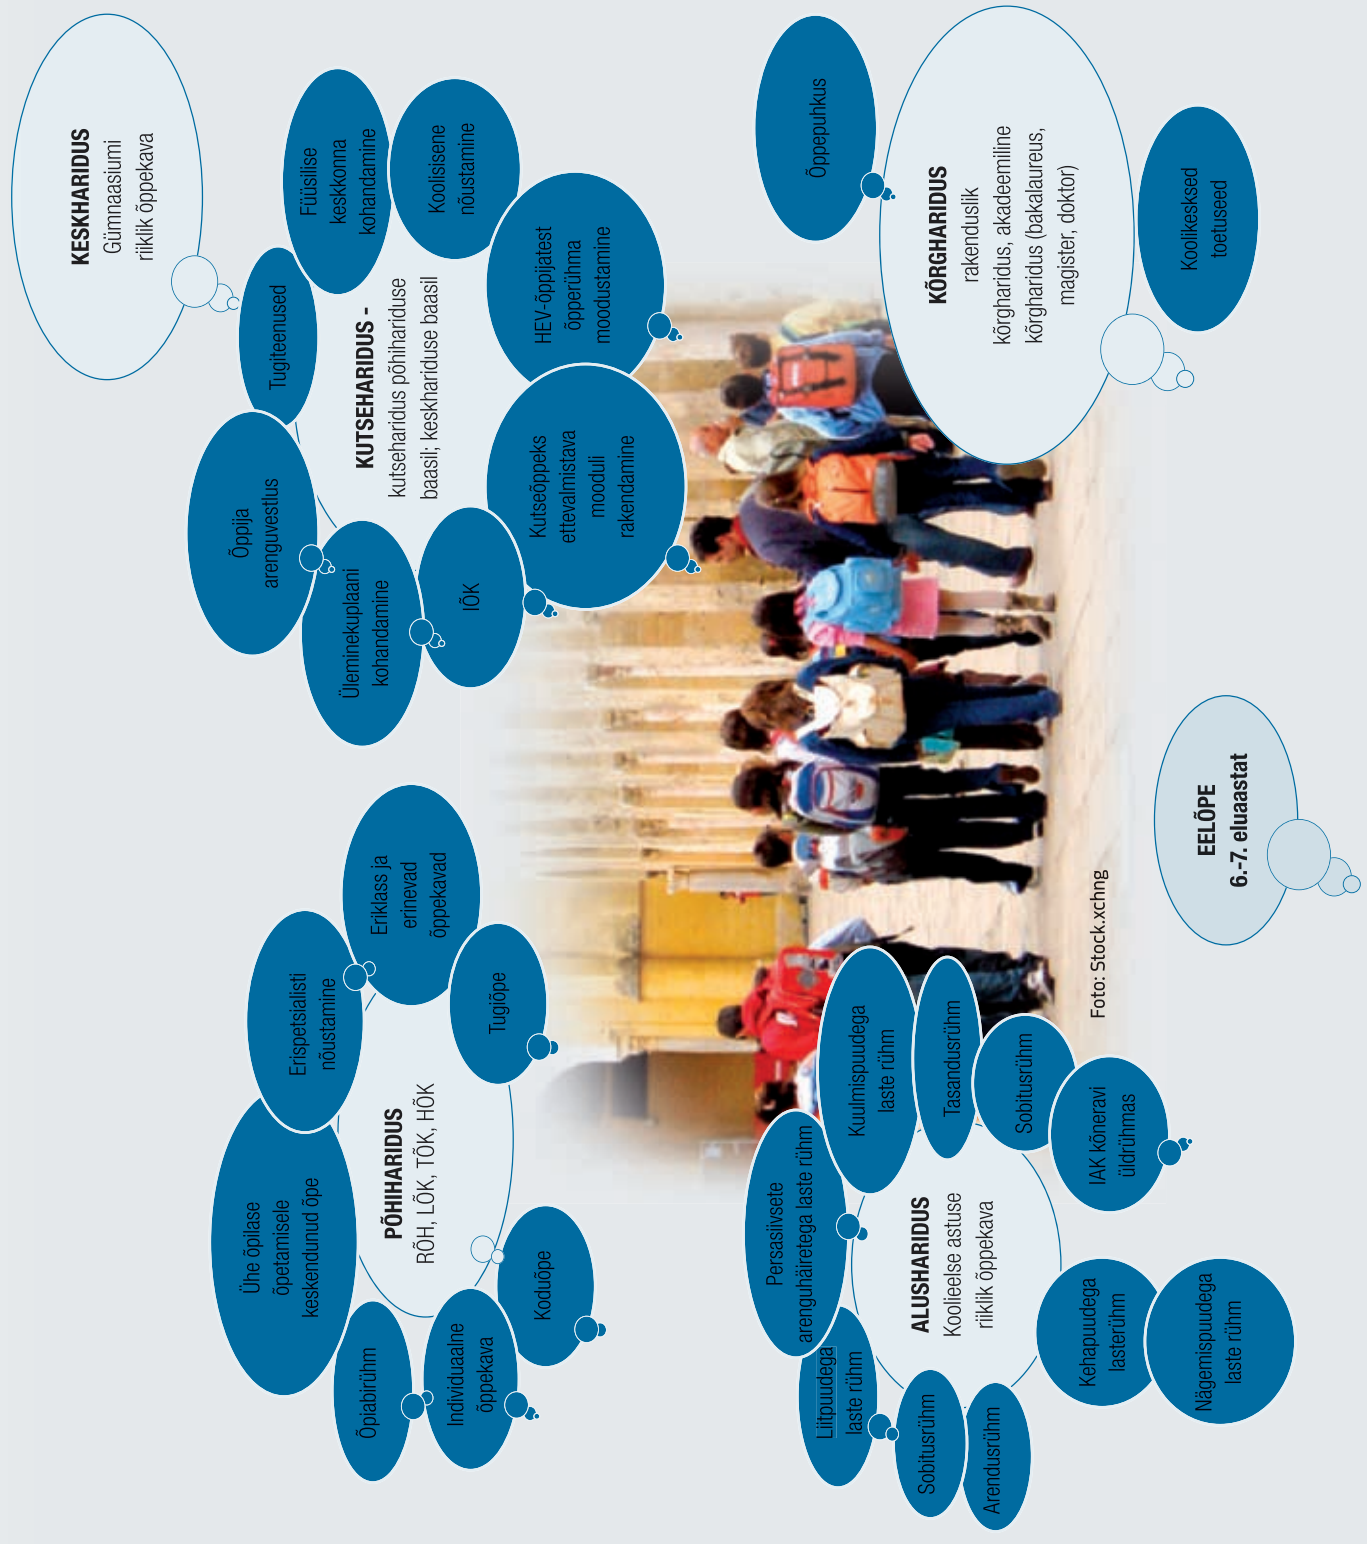 Ühe õpilase
õpetamisele
keskendunud õpe
Erispetsialisti
nõustamine
Eriklass ja
erinevad
õppekavad
Tugiõpe
Õpiabirühm
Individuaalne
õppekava
Koduõpe
PÕHIHARIDUS
RÕH, LÕK, TÕK, HÕK
KESKHARIDUS
Gümnaasiumi
riiklik õppekava
Õppija
arenguvestlus
Tugiteenused
Füüsilise
keskkonna
kohandamine
Koolisisene
nõustamine
HEV-õppijatest
õpperühma
moodustamine
Kutseõppeks
ettevalmistava
mooduli
rakendamine
IÕK
Üleminekuplaani
kohandamine
KUTSEHARIDUS -
kutseharidus põhihariduse
baasil; keskhariduse baasil
Persasiivsete
arenguhäiretega laste rühm
Kuulmispuudega
laste rühm
Tasandusrühm
Sobitusrühm
IAK kõneravi
üldrühmas
Liitpuudega
laste rühm
Sobitusrühm
Arendusrühm
Kehapuudega
lasterühm
Nägemispuudega
laste rühm
ALUSHARIDUS
Koolieelse astuse
riiklik õppekava
Foto: Stock.xchng
EELÕPE
6.-7. eluaastat
Õppepuhkus
KÕRGHARIDUS
rakenduslik
kõrgharidus, akadeemiline
kõrgharidus (bakalaureus,
magister, doktor)
Koolikesksed
toetuseed